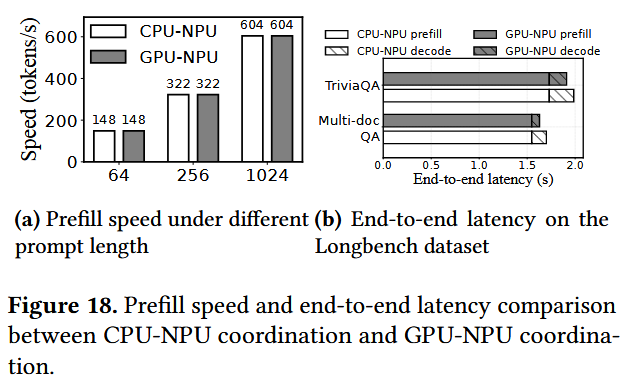 Speed (tokens/s)
600
400
200
0
CPU-NPU
GPU-NPU
148 148
322 322
604 604
64 256 1024
CPU-NPU prefill GPU-NPU prefill
CPU-NPU decode GPU-NPU decode
TriviaQA
Multi-doc
QA
0.0 0.5 1.0 1.5 2.0
End-to-end latency (s)
(a) Prefill speed under different
prompt length
(b) End-to-end latency on the
Longbench dataset
Figure 18. Prefill speed and end-to-end latency comparison
between CPU-NPU coordination and GPU-NPU coordina-
tion.